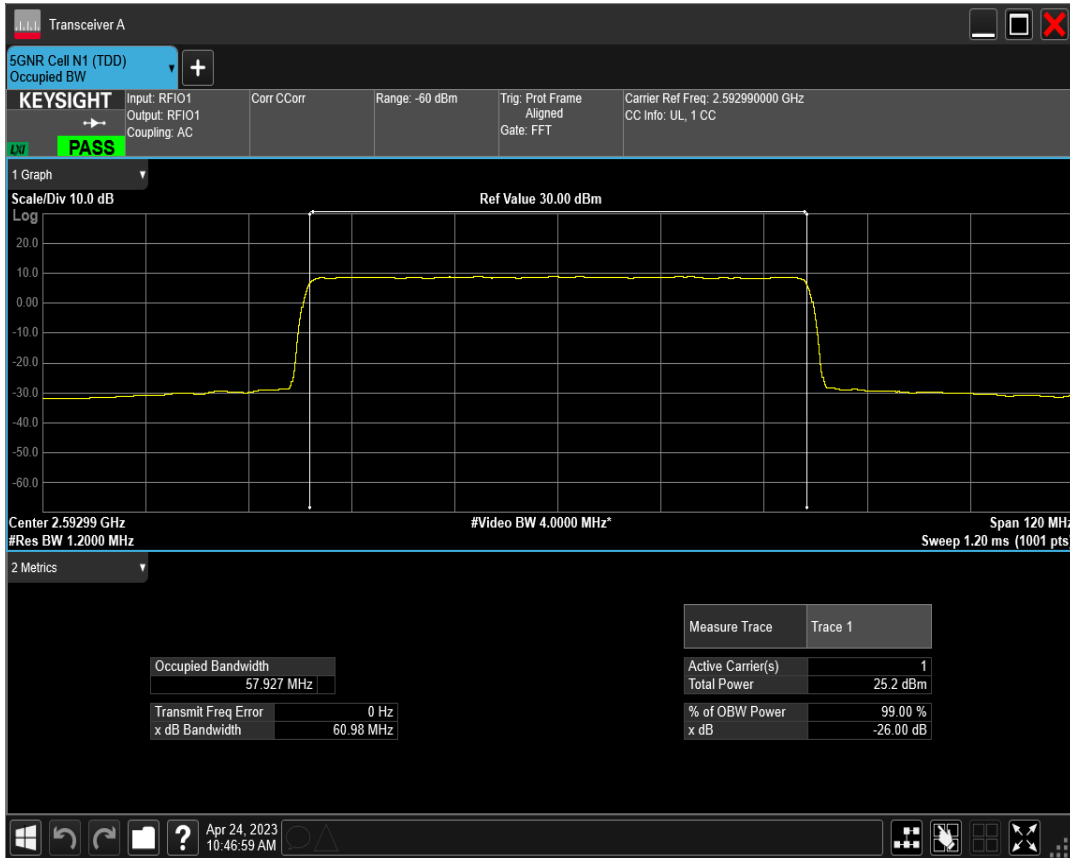 Transceiver A
5GNR Cell N1 (TDD)
Occupied BW
+
KEYSIGHT
LXI
PASS
Input: RFIO1
Output: RFIO1
Coupling: AC
Corr CCorr
Range: -60 dBm
Trig: Prot Frame
Aligned
Gate: FFT
Carrier Ref Freq: 2.592990000 GHz
CC Info: UL, 1 CC
1 Graph
Scale/Div 10.0 dB
Ref Value 30.00 dBm
Log
20.0
10.0
0.00
-10.0
-20.0
-30.0
-40.0
-50.0
-60.0
Center 2.59299 GHz
#Video BW 4.0000 MHz*
Span 120 MHz
#Res BW 1.2000 MHz
Sweep 1.20 ms (1001 pts)
2 Metrics
Measure Trace Trace 1
Occupied Bandwidth
57.927 MHz
Active Carrier(s) 1
Total Power 25.2 dBm
Transmit Freq Error 0 Hz
x dB Bandwidth 60.98 MHz
% of OBW Power 99.00 %
x dB -26.00 dB
?
Apr 24, 2023
10:46:59 AM